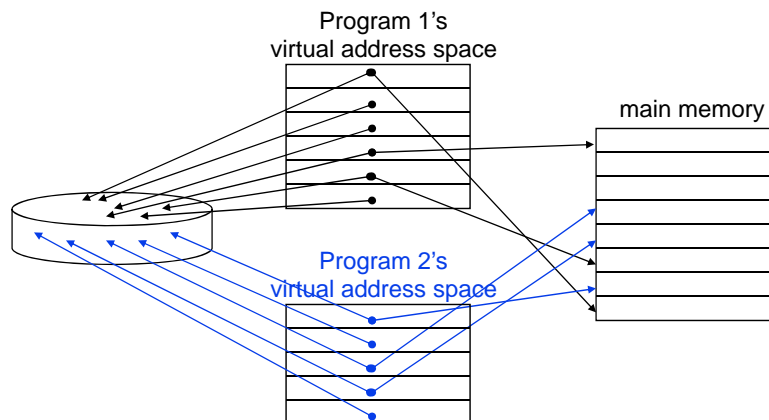 Program 1's
virtual address space
main memory
Program 2's
virtual address space